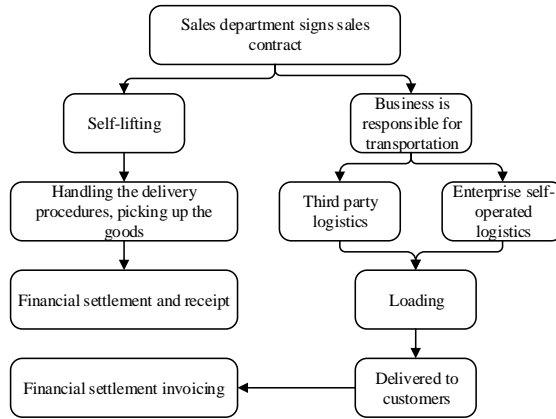 Sales department signs sales
contract
Self-lifting
Business is
responsible for
transportation
Handling the delivery
procedures, picking up the
goods
Third party
logistics
Enterprise self-
operated
logistics
Financial settlement and receipt
Loading
Financial settlement invoicing
Delivered to
customers